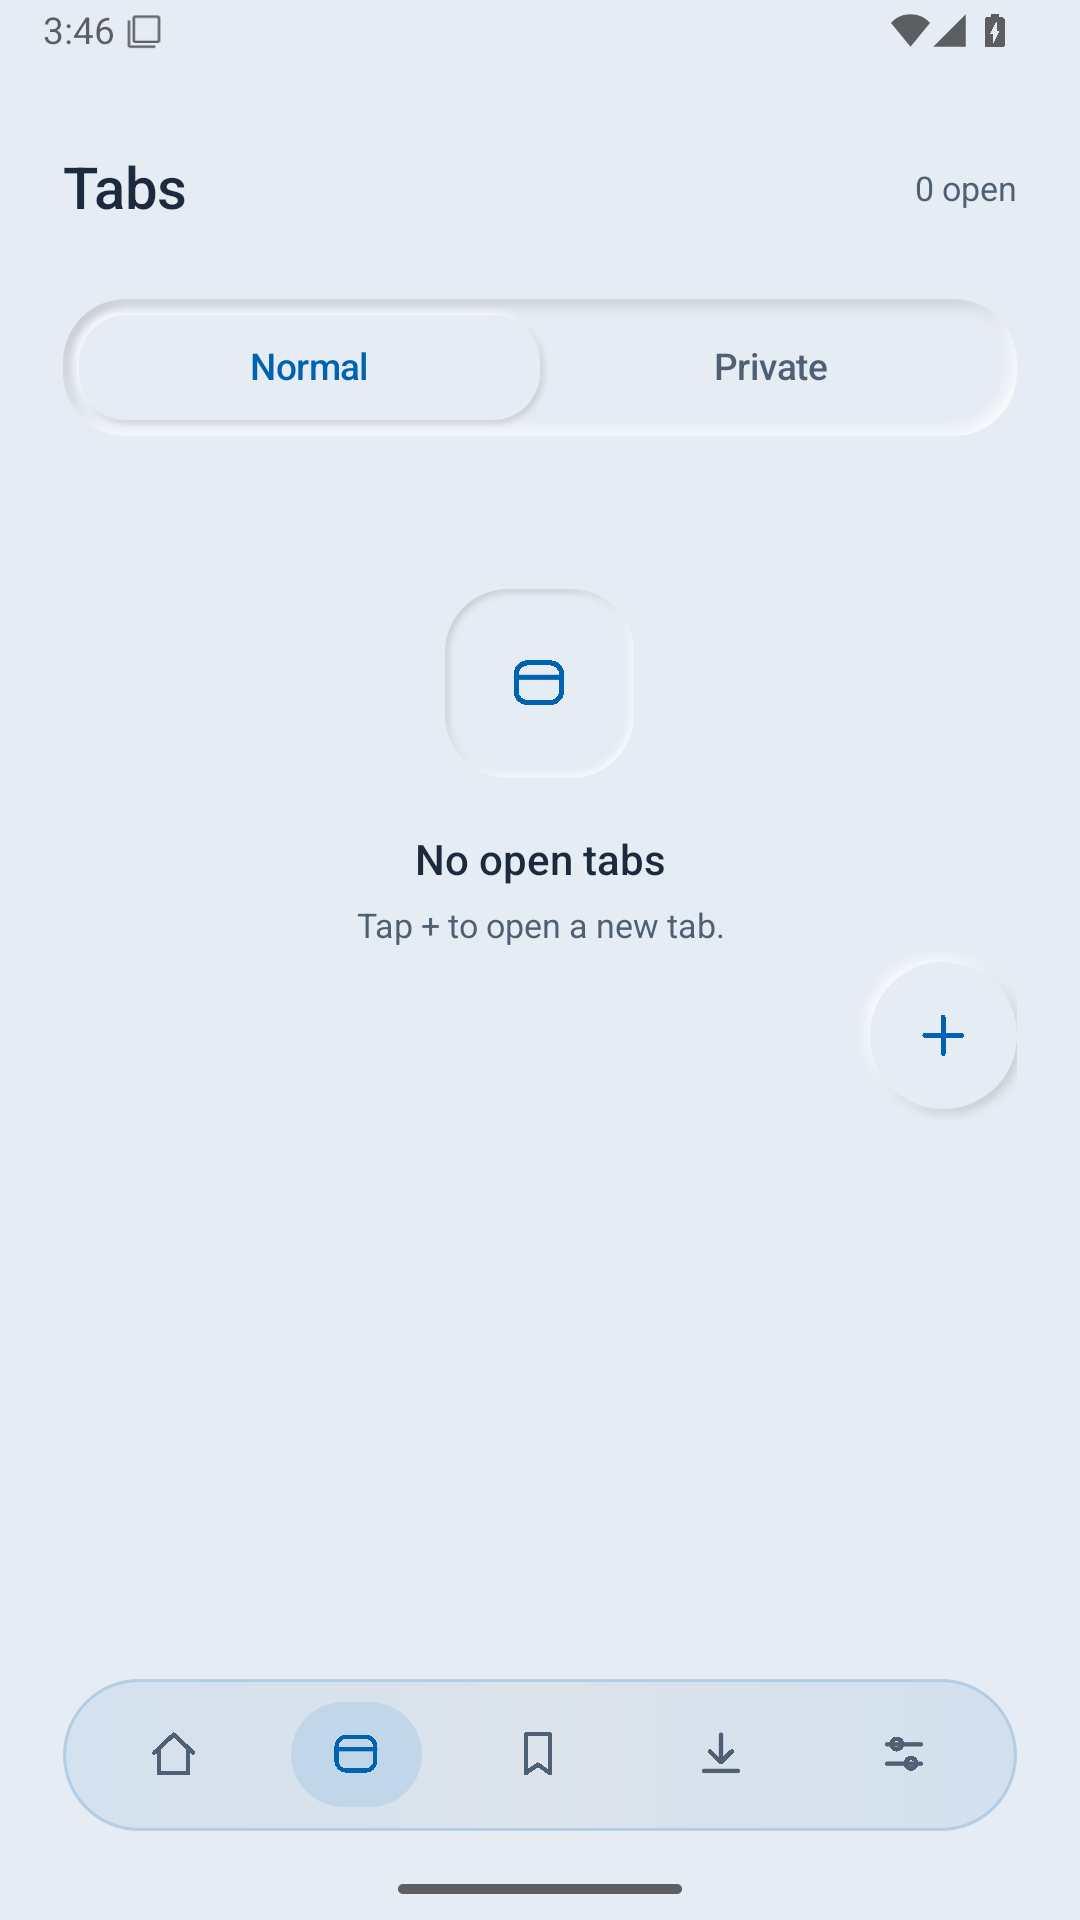 3:46
Tabs
0 open
Normal
Private
No open tabs
Tap + to open a new tab.